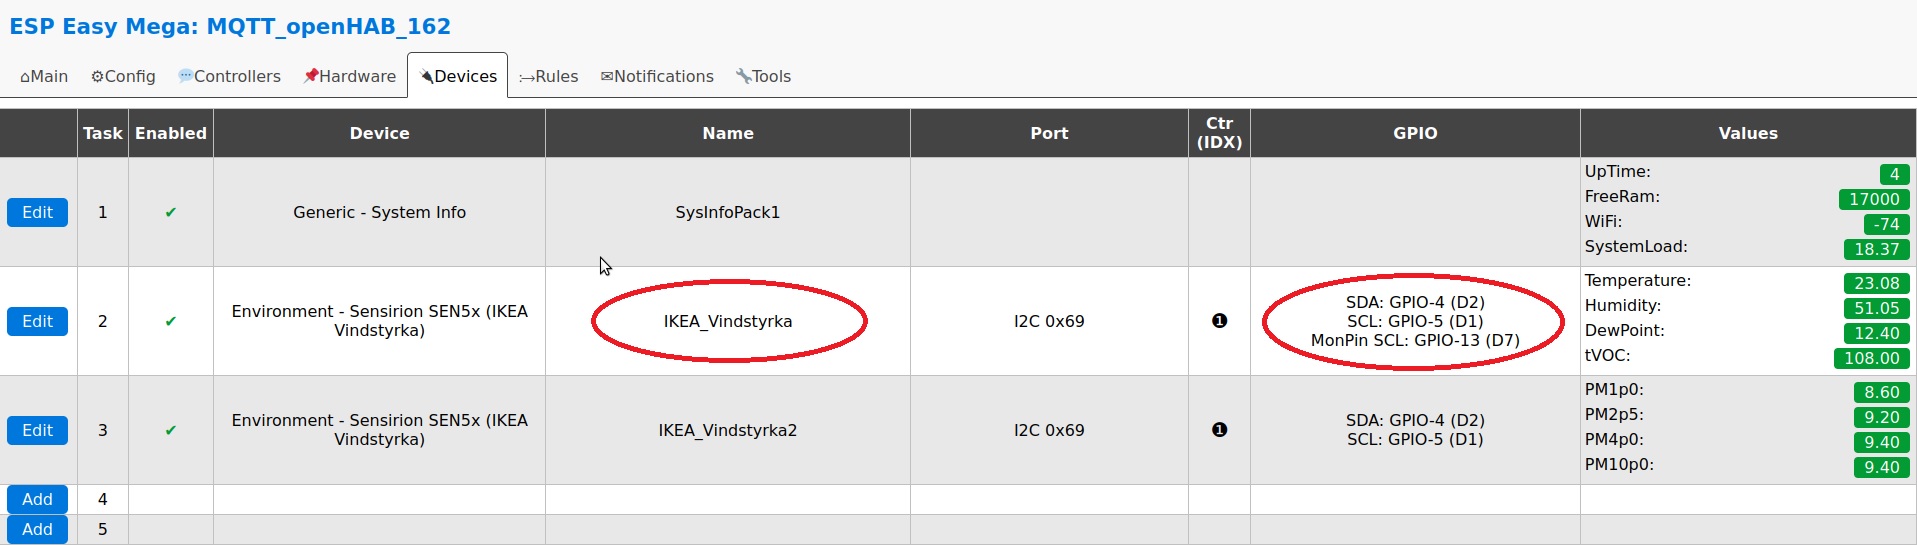 ESP Easy Mega: MQTT_openHAB_162
⌂Main ⚙Config 💬Controllers 📌Hardware 🔌Devices :→Rules ✉Notifications 🔧Tools
Task Enabled Device Name Port Ctr (IDX) GPIO Values
Edit 1 ✔ Generic - System Info SysInfoPack1
UpTime: 4
FreeRam: 17000
WiFi: -74
SystemLoad: 18.37
Edit 2 ✔ Environment - Sensirion SEN5x (IKEA Vindstyrka) IKEA_Vindstyrka I2C 0x69 ❶
SDA: GPIO-4 (D2)
SCL: GPIO-5 (D1)
MonPin SCL: GPIO-13 (D7)
Temperature: 23.08
Humidity: 51.05
DewPoint: 12.40
tVOC: 108.00
Edit 3 ✔ Environment - Sensirion SEN5x (IKEA Vindstyrka) IKEA_Vindstyrka2 I2C 0x69 ❶
SDA: GPIO-4 (D2)
SCL: GPIO-5 (D1)
PM1p0: 8.60
PM2p5: 9.20
PM4p0: 9.40
PM10p0: 9.40
Add 4
Add 5